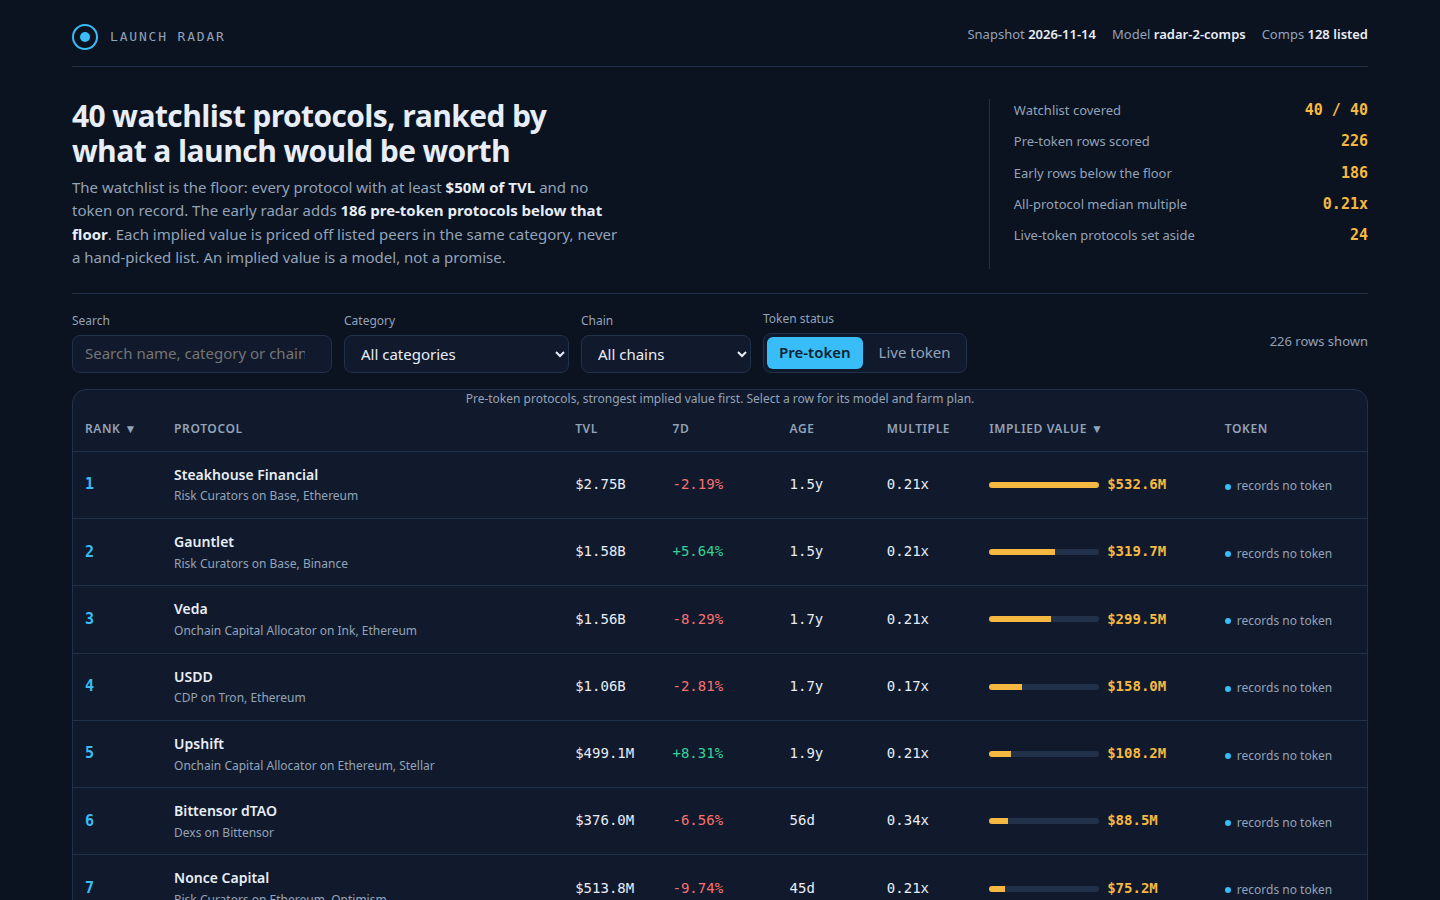 LAUNCH RADAR
Snapshot 2026-11-14 Model radar-2-comps Comps 128 listed
40 watchlist protocols, ranked by
what a launch would be worth
The watchlist is the floor: every protocol with at least $50M of TVL and no
token on record. The early radar adds 186 pre-token protocols below that
floor. Each implied value is priced off listed peers in the same category, never
a hand-picked list. An implied value is a model, not a promise.
Watchlist covered 40 / 40
Pre-token rows scored 226
Early rows below the floor 186
All-protocol median multiple 0.21x
Live-token protocols set aside 24
Search
Search name, category or chain
Category
All categories
Chain
All chains
Token status
Pre-token Live token
226 rows shown
Pre-token protocols, strongest implied value first. Select a row for its model and farm plan.
RANK ▼ PROTOCOL TVL 7D AGE MULTIPLE IMPLIED VALUE ▼ TOKEN
1 Steakhouse Financial $2.75B -2.19% 1.5y 0.21x $532.6M records no token
Risk Curators on Base, Ethereum
2 Gauntlet $1.58B +5.64% 1.5y 0.21x $319.7M records no token
Risk Curators on Base, Binance
3 Veda $1.56B -8.29% 1.7y 0.21x $299.5M records no token
Onchain Capital Allocator on Ink, Ethereum
4 USDD $1.06B -2.81% 1.7y 0.17x $158.0M records no token
CDP on Tron, Ethereum
5 Upshift $499.1M +8.31% 1.9y 0.21x $108.2M records no token
Onchain Capital Allocator on Ethereum, Stellar
6 Bittensor dTAO $376.0M -6.56% 56d 0.34x $88.5M records no token
Dexs on Bittensor
7 Nonce Capital $513.8M -9.74% 45d 0.21x $75.2M records no token
Risk Curators on Ethereum, Optimism